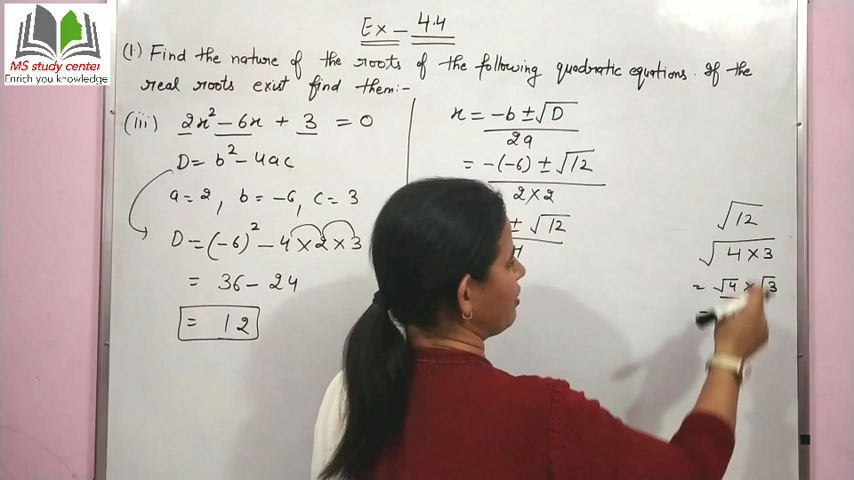 MS study center
Enrich you knowledge
Ex - 4.4
(1.) Find the nature of the roots of the following quadratic equations. If the
real roots exist find them:-
(iii) 2x² - 6x + 3 = 0
D = b² - 4ac
a = 2, b = -6, c = 3
D = (-6)² - 4 × 2 × 3
= 36 - 24
= 12
x = -b ± √D
2a
= -(-6) ± √12
2 × 2
± √12
4
√12
√4 × 3
= √4 × √3
=